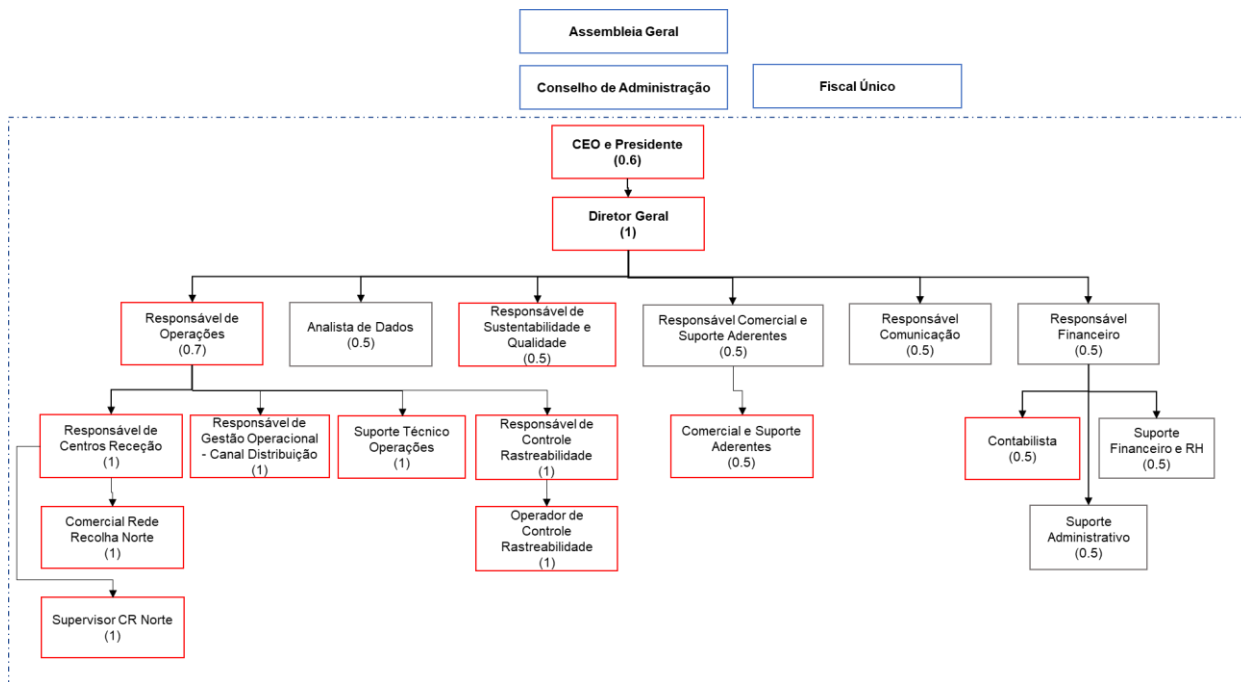 Assembleia Geral
Conselho de Administração
Fiscal Único
CEO e Presidente
(0.6)
Diretor Geral
(1)
Responsável de
Operações
(0.7)
Analista de Dados
(0.5)
Responsável de
Sustentabilidade e
Qualidade
(0.5)
Responsável Comercial e
Suporte Aderentes
(0.5)
Responsável
Comunicação
(0.5)
Responsável
Financeiro
(0.5)
Responsável de
Centros Receção
(1)
Responsável de
Gestão Operacional
- Canal Distribuição
(1)
Suporte Técnico
Operações
(1)
Responsável de
Controle
Rastreabilidade
(1)
Comercial e Suporte
Aderentes
(0.5)
Contabilista
(0.5)
Suporte
Financeiro e RH
(0.5)
Comercial Rede
Recolha Norte
(1)
Operador de
Controle
Rastreabilidade
(1)
Suporte
Administrativo
(0.5)
Supervisor CR Norte
(1)